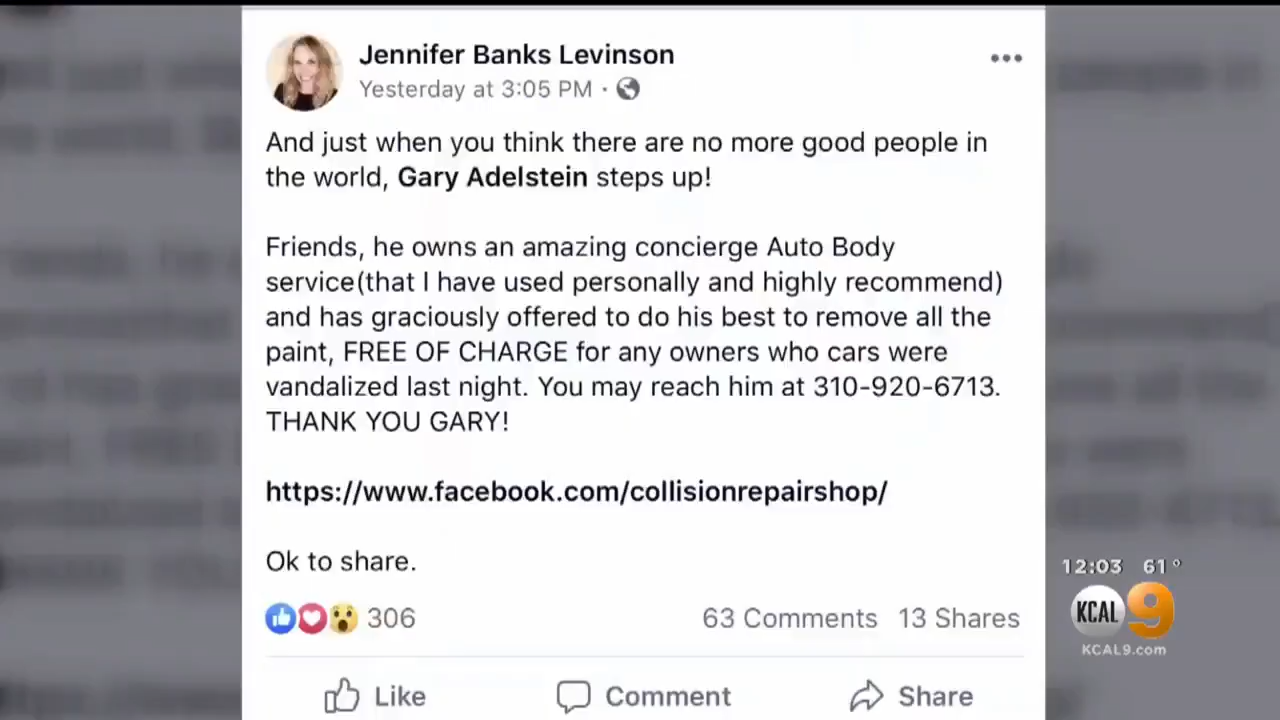 Jennifer Banks Levinson
Yesterday at 3:05 PM ·
And just when you think there are no more good people in
the world, Gary Adelstein steps up!
Friends, he owns an amazing concierge Auto Body
service(that I have used personally and highly recommend)
and has graciously offered to do his best to remove all the
paint, FREE OF CHARGE for any owners who cars were
vandalized last night. You may reach him at 310-920-6713.
THANK YOU GARY!
https://www.facebook.com/collisionrepairshop/
Ok to share.
306
63 Comments 13 Shares
Like Comment Share
12:03 61°
KCAL 9
KCAL9.com